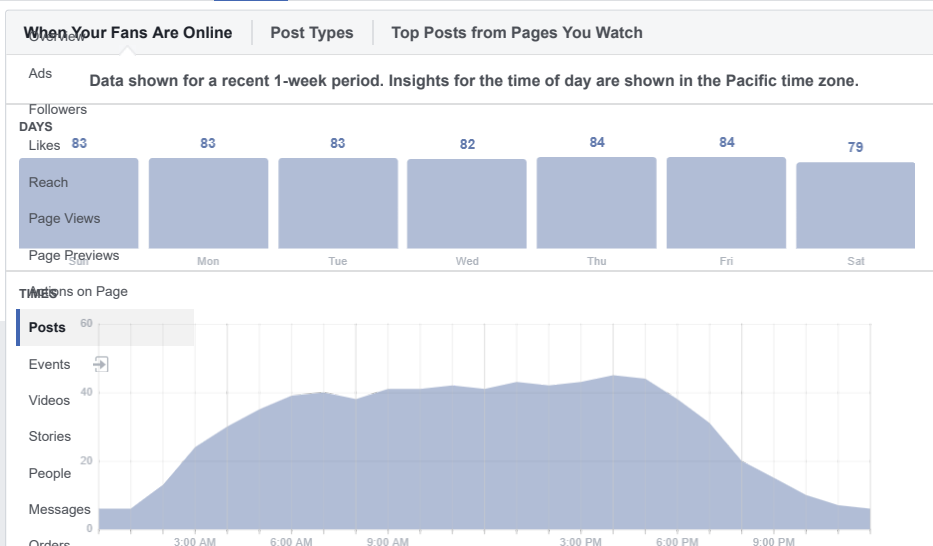 When Your Fans Are Online
Post Types
Top Posts from Pages You Watch
Overview
Ads
Data shown for a recent 1-week period. Insights for the time of day are shown in the Pacific time zone.
Followers
DAYS
Likes
83
83
83
82
84
84
79
Reach
Page Views
Page Previews
Sun
Mon
Tue
Wed
Thu
Fri
Sat
Actions on Page
TIMES
Posts
60
Events
40
Videos
Stories
20
People
Messages
0
Orders
3:00 AM
6:00 AM
9:00 AM
3:00 PM
6:00 PM
9:00 PM